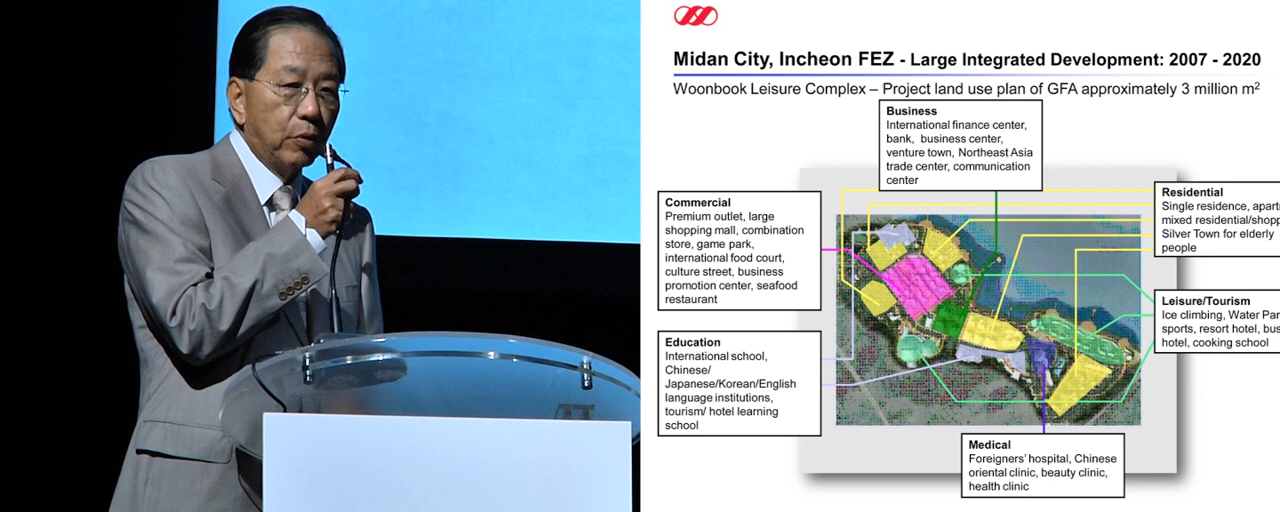 Midan City, Incheon FEZ - Large Integrated Development: 2007 - 2020
Woonbook Leisure Complex – Project land use plan of GFA approximately 3 million m²
Business
International finance center,
bank, business center,
venture town, Northeast Asia
trade center, communication
center
Commercial
Premium outlet, large
shopping mall, combination
store, game park,
international food court,
culture street, business
promotion center, seafood
restaurant
Residential
Single residence,
mixed
Silver Town for elderly
people
Leisure/Tourism
Ice climbing, Water
sports, resort hotel,
hotel, cooking school
Education
International school,
Chinese/
Japanese/Korean/English
language institutions,
tourism/ hotel learning
school
Medical
Foreigners' hospital, Chinese
oriental clinic, beauty clinic,
health clinic